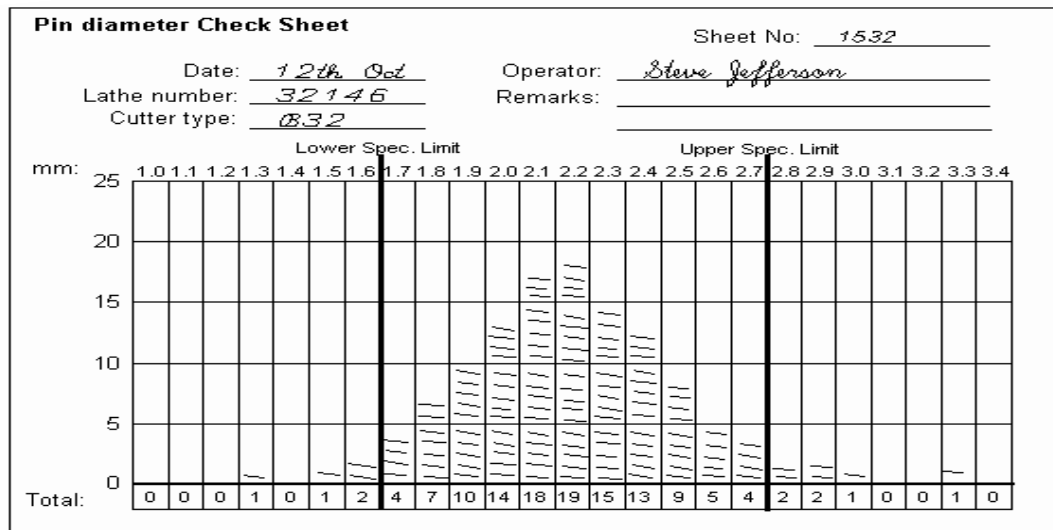 Pin diameter Check Sheet
Sheet No: 1532
Date: 12th Oct Operator: Steve Jefferson
Lathe number: 32146 Remarks:
Cutter type: B32
Lower Spec. Limit Upper Spec. Limit
mm: 1.0 1.1 1.2 1.3 1.4 1.5 1.6 1.7 1.8 1.9 2.0 2.1 2.2 2.3 2.4 2.5 2.6 2.7 2.8 2.9 3.0 3.1 3.2 3.3 3.4
25
20
15
10
5
0
Total: 0 0 0 1 0 1 2 4 7 10 14 18 19 15 13 9 5 4 2 2 1 0 0 1 0